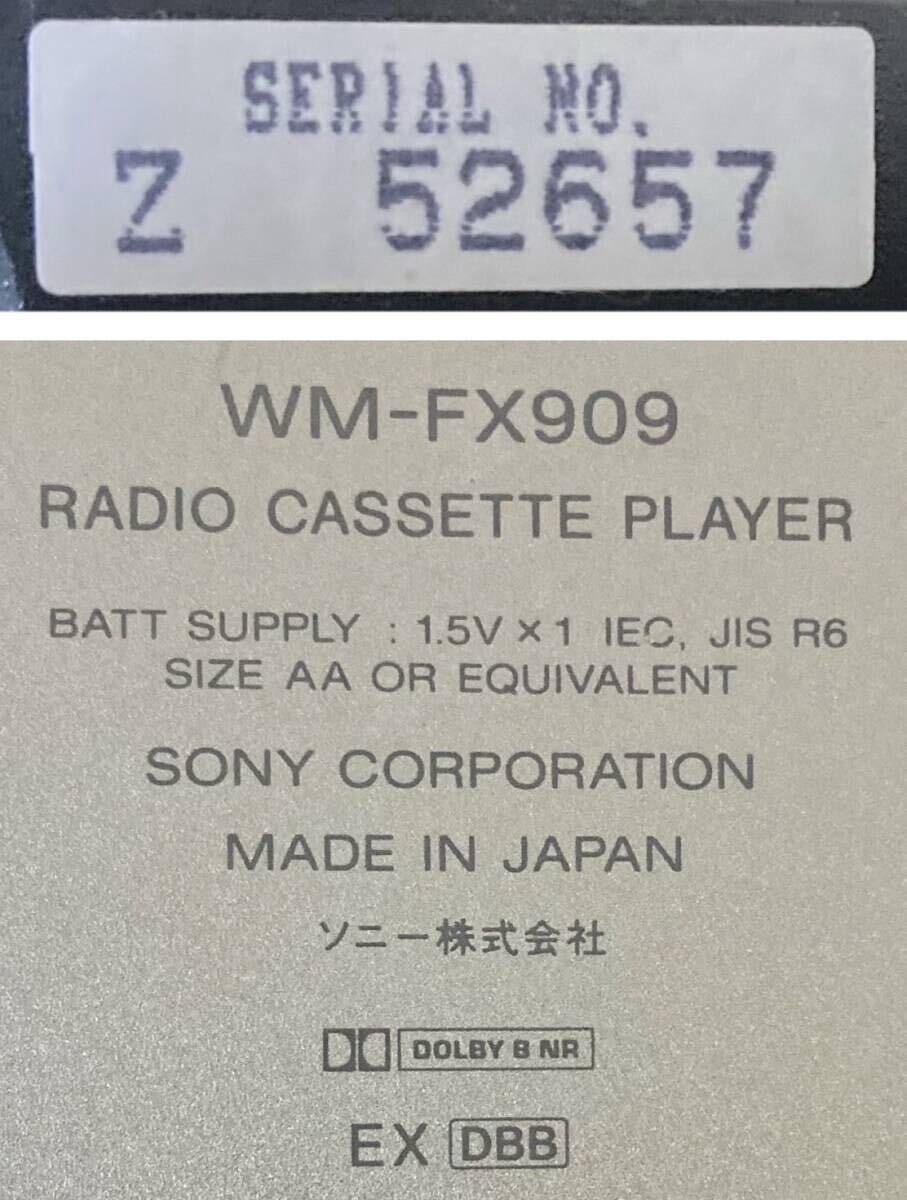 SERIAL NO.
Z 52657
WM-FX909
RADIO CASSETTE PLAYER
BATT SUPPLY : 1.5V×1 IEC, JIS R6
SIZE AA OR EQUIVALENT
SONY CORPORATION
MADE IN JAPAN
ソニー株式会社
DOLBY B NR
EX DBB